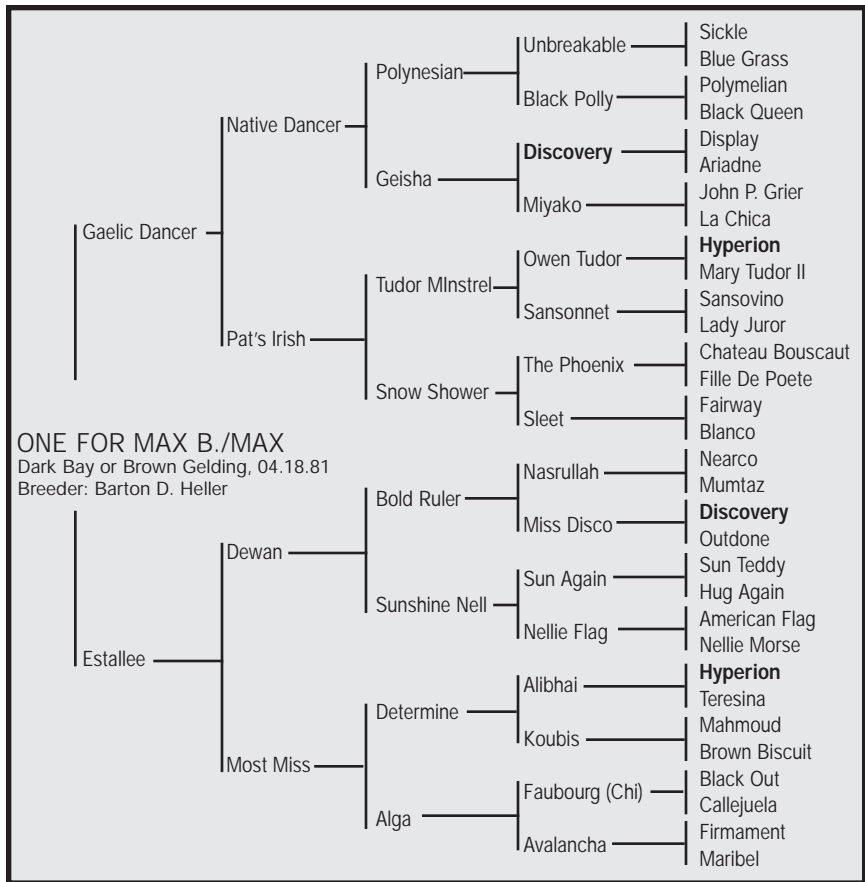 Sickle
Unbreakable
Blue Grass
Polynesian
Polymelian
Black Polly
Black Queen
Native Dancer
Display
Discovery
Ariadne
Geisha
John P. Grier
Miyako
La Chica
Gaelic Dancer
Hyperion
Owen Tudor
Mary Tudor II
Tudor MInstrel
Sansovino
Sansonnet
Lady Juror
Pat's Irish
Chateau Bouscaut
The Phoenix
Fille De Poete
Snow Shower
Fairway
Sleet
Blanco
ONE FOR MAX B./MAX
Dark Bay or Brown Gelding, 04.18.81
Breeder: Barton D. Heller
Nearco
Nasrullah
Mumtaz
Bold Ruler
Discovery
Miss Disco
Outdone
Dewan
Sun Teddy
Sun Again
Hug Again
Sunshine Nell
American Flag
Nellie Flag
Nellie Morse
Estallee
Hyperion
Alibhai
Teresina
Determine
Mahmoud
Koubis
Brown Biscuit
Most Miss
Black Out
Faubourg (Chi)
Callejuela
Alga
Firmament
Avalancha
Maribel